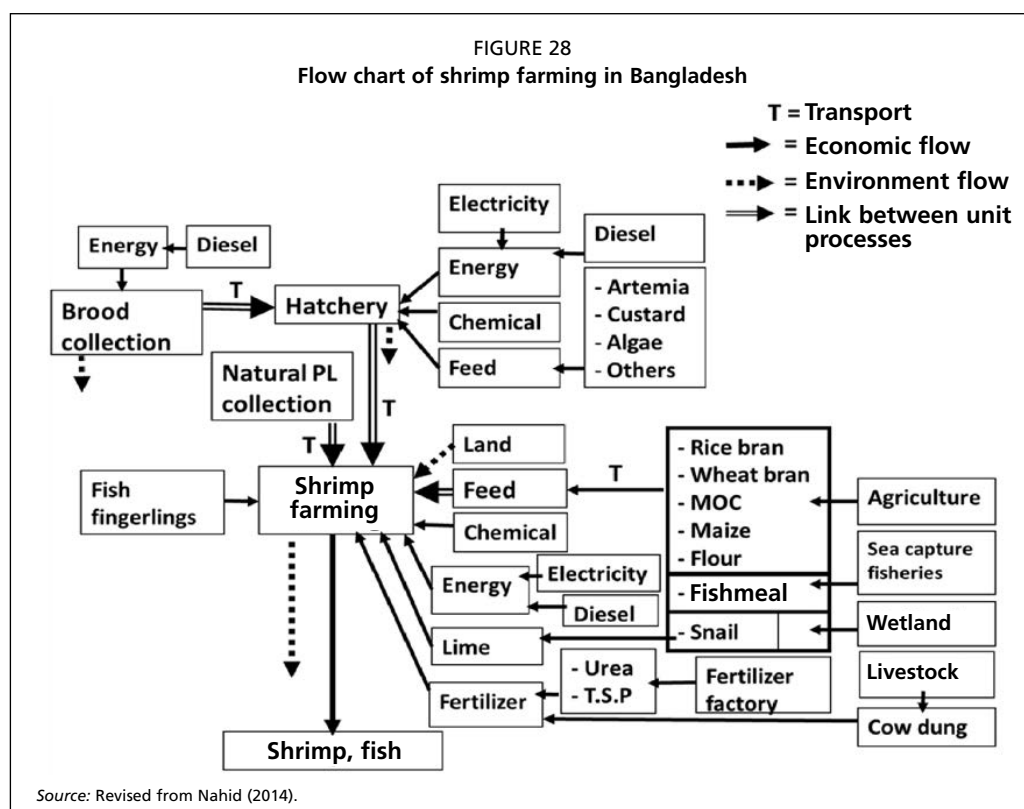 FIGURE 28
Flow chart of shrimp farming in Bangladesh
T = Transport
= Economic flow
= Environment flow
= Link between unit
processes
Electricity
Energy
Diesel
Diesel
Energy
T
Hatchery
Brood
collection
Chemical
Feed
- Artemia
- Custard
- Algae
- Others
Natural PL
collection
T
T
Land
Fish
fingerlings
Shrimp
farming
Feed
T
Chemical
- Rice bran
- Wheat bran
- MOC
- Maize
- Flour
Agriculture
Sea capture
fisheries
- Fishmeal
Energy
Electricity
Diesel
- Snail
Wetland
Lime
Livestock
Fertilizer
- Urea
- T.S.P
Fertilizer
factory
Cow dung
Shrimp, fish
Source: Revised from Nahid (2014).